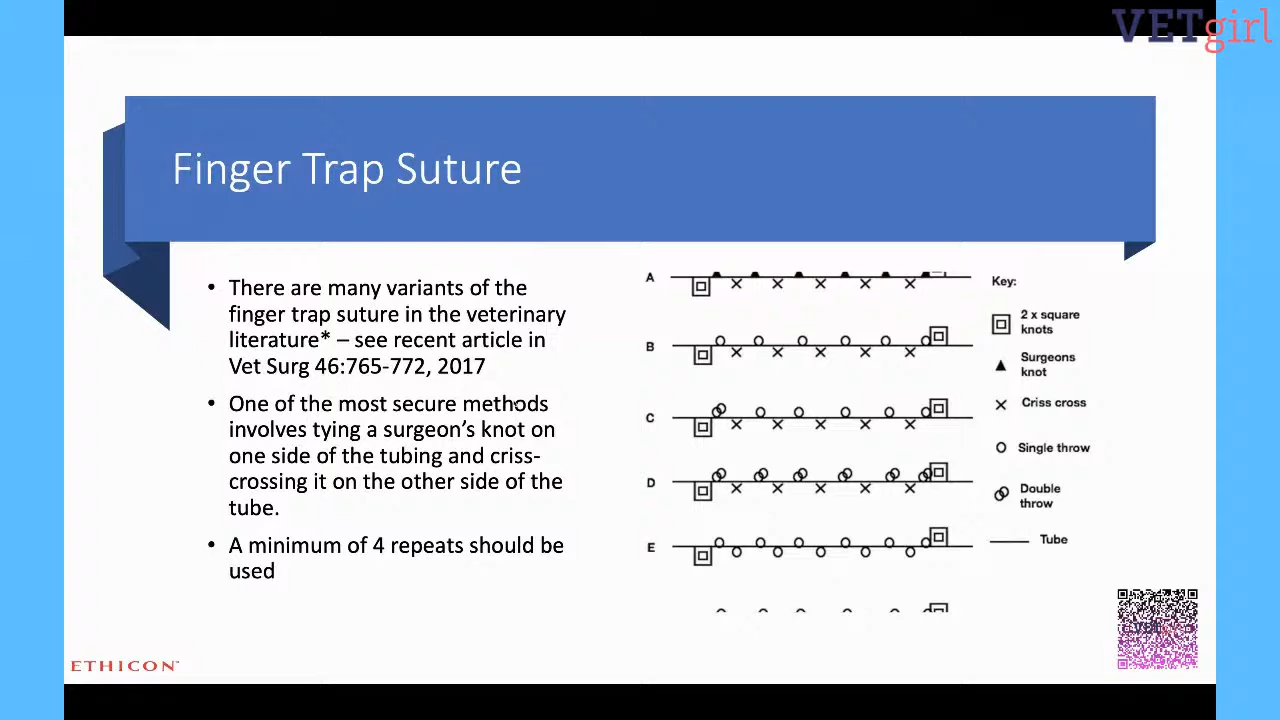 VETgirl
Finger Trap Suture
• There are many variants of the
finger trap suture in the veterinary
literature* – see recent article in
Vet Surg 46:765-772, 2017
• One of the most secure methods
involves tying a surgeon’s knot on
one side of the tubing and criss-
crossing it on the other side of the
tube.
• A minimum of 4 repeats should be
used
A
B
C
D
E
Key:
2 x square
knots
Surgeons
knot
Criss cross
Single throw
Double
throw
Tube
ETHICON™